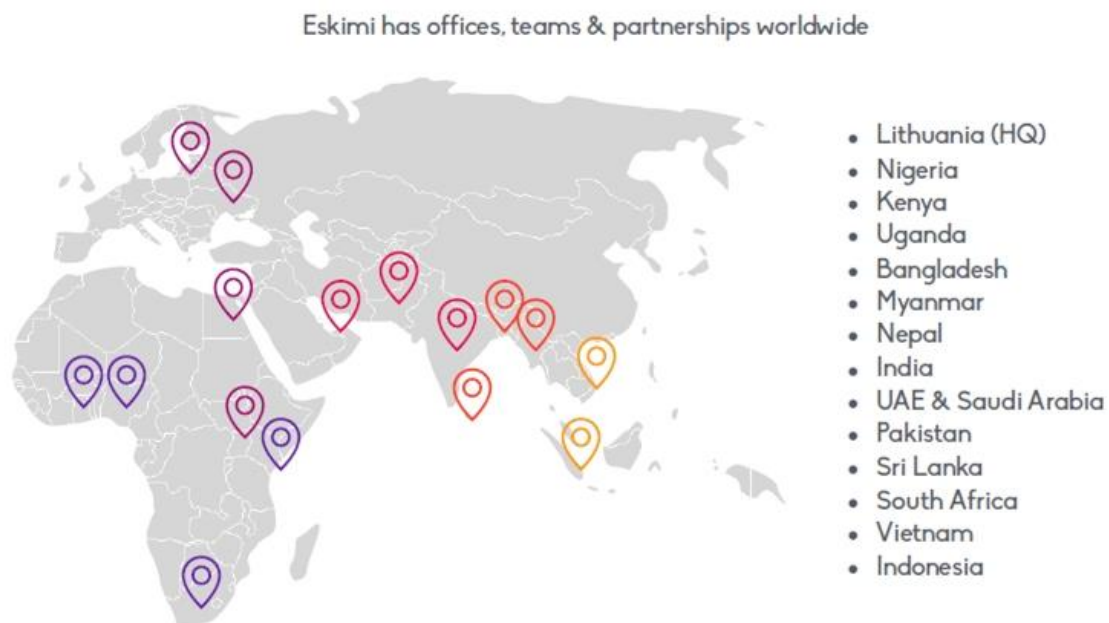 Eskimi has offices, teams & partnerships worldwide
• Lithuania (HQ)
• Nigeria
• Kenya
• Uganda
• Bangladesh
• Myanmar
• Nepal
• India
• UAE & Saudi Arabia
• Pakistan
• Sri Lanka
• South Africa
• Vietnam
• Indonesia